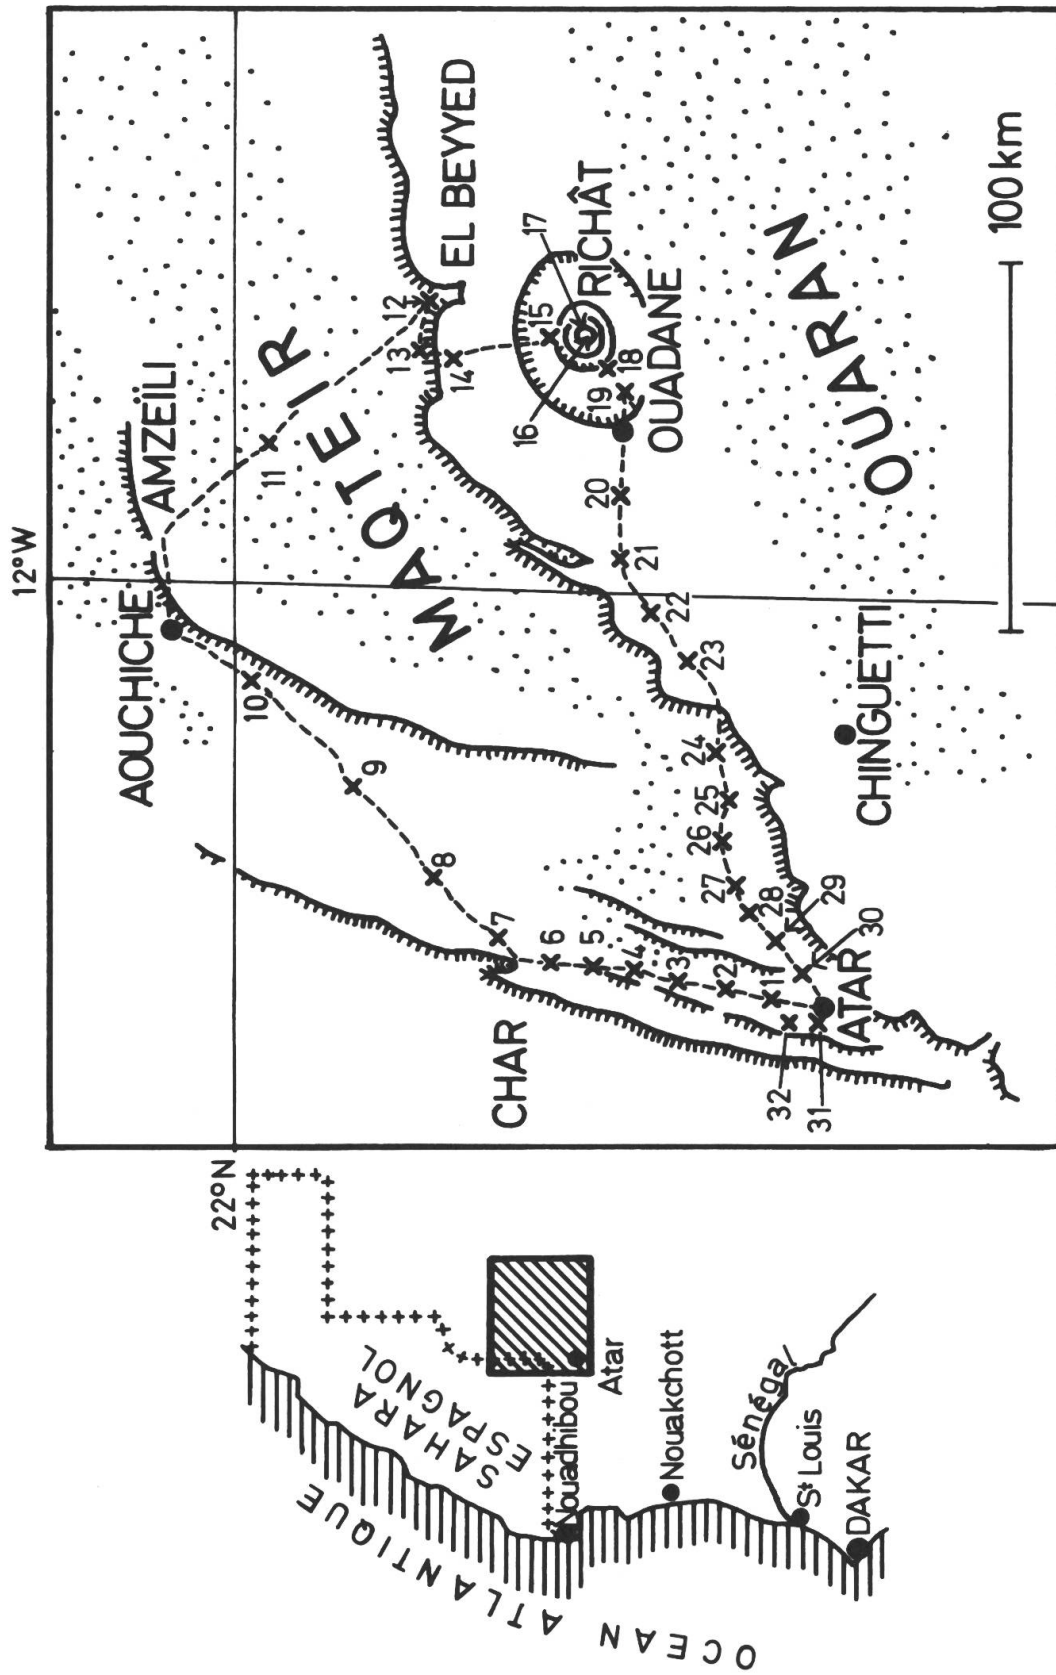 12°W
22°N
AOUCHICHE
AMZEÏLI
MAQTEIR
EL BEYYED
CHAR
RICHÂT
OUADANE
OUARAN
CHINGUETTI
ATAR
100 km
1
2
3
4
5
6
7
8
9
10
11
12
13
14
15
16
17
18
19
20
21
22
23
24
25
26
27
28
29
30
31
32
OCEAN ATLANTIQUE
SAHARA
ESPAGNOL
Nouadhibou
Atar
Nouakchott
Sénégal
St Louis
DAKAR